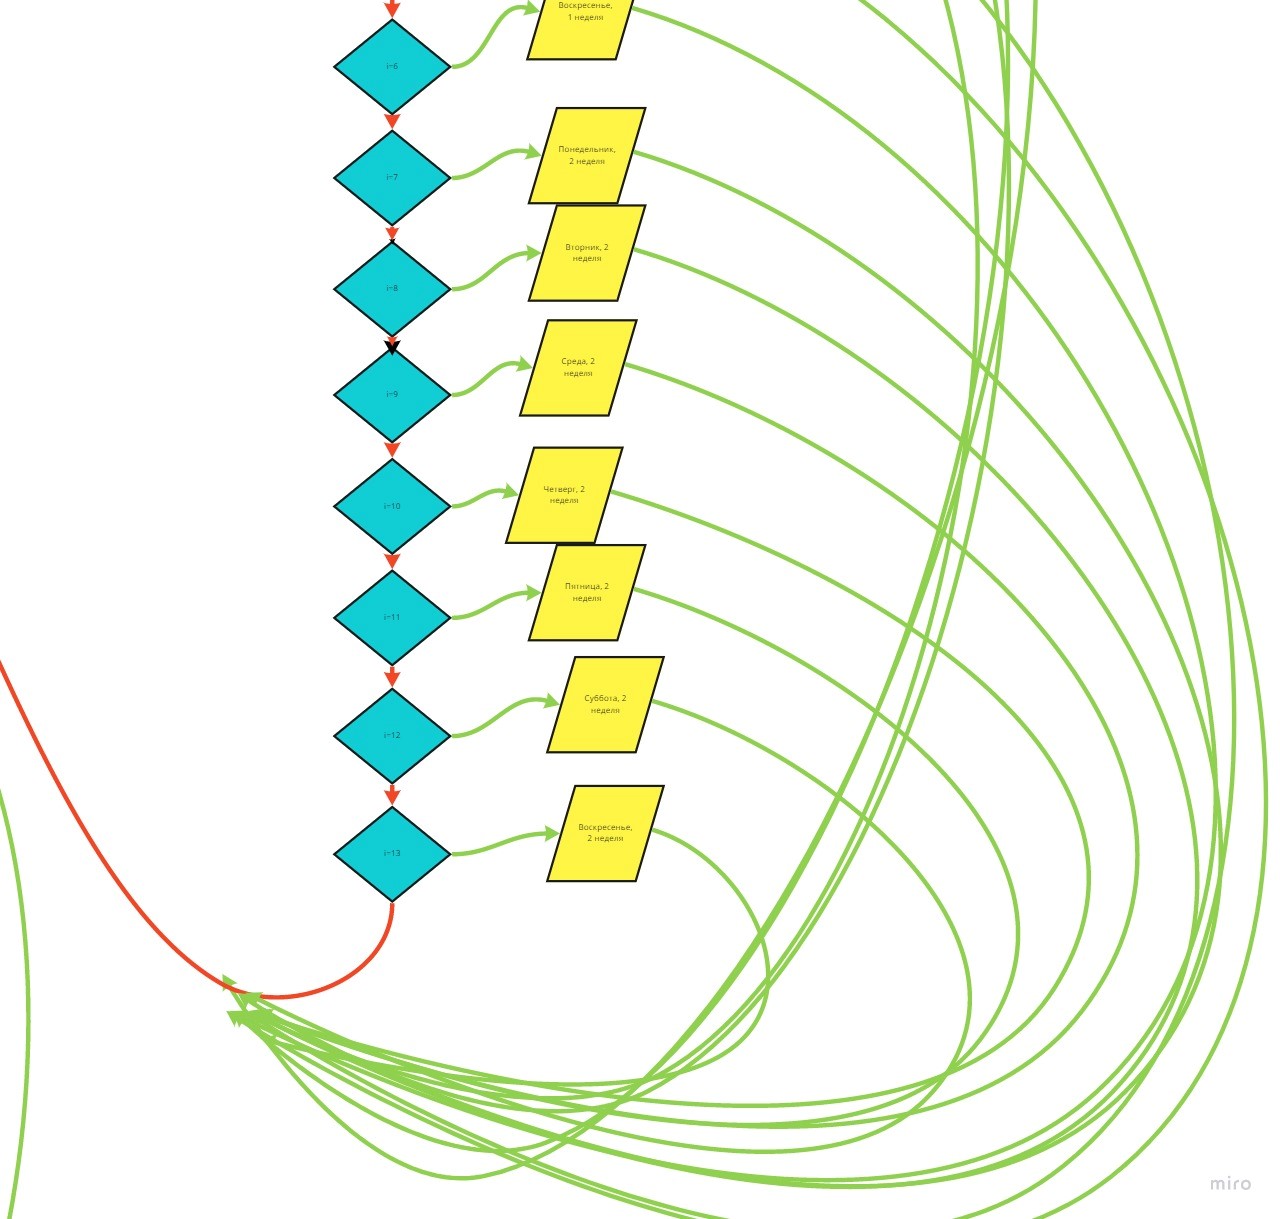 Воскресенье,
1 неделя
i=6
Понедельник,
2 неделя
i=7
Вторник, 2
неделя
i=8
Среда, 2
неделя
i=9
Четверг, 2
неделя
i=10
Пятница, 2
неделя
i=11
Суббота, 2
неделя
i=12
Воскресенье,
2 неделя
i=13
miro